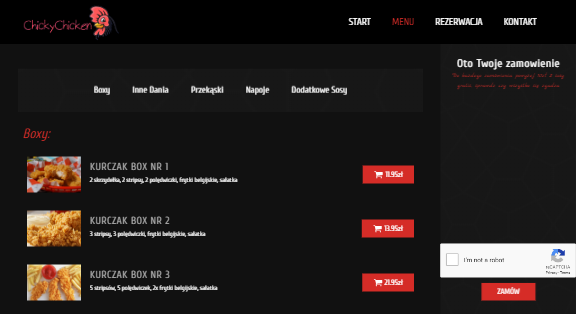 ChickyChicken
START MENU REZERWACJA KONTAKT
Boxy Inne Dania Przekąski Napoje Dodatkowe Sosy
Boxy:
KURCZAK BOX NR 1
2 skrzydełka, 2 stripsy, 2 polędwiczki, frytki belgijskie, sałatka
11.95zł
KURCZAK BOX NR 2
3 stripsy, 3 polędwiczki, frytki belgijskie, sałatka
13.95zł
KURCZAK BOX NR 3
5 stripsów, 5 polędwiczek, 2x frytki belgijskie, sałatka
21.95zł
Oto Twoje zamowienie
I'm not a robot
reCAPTCHA
Privacy - Terms
ZAMÓW